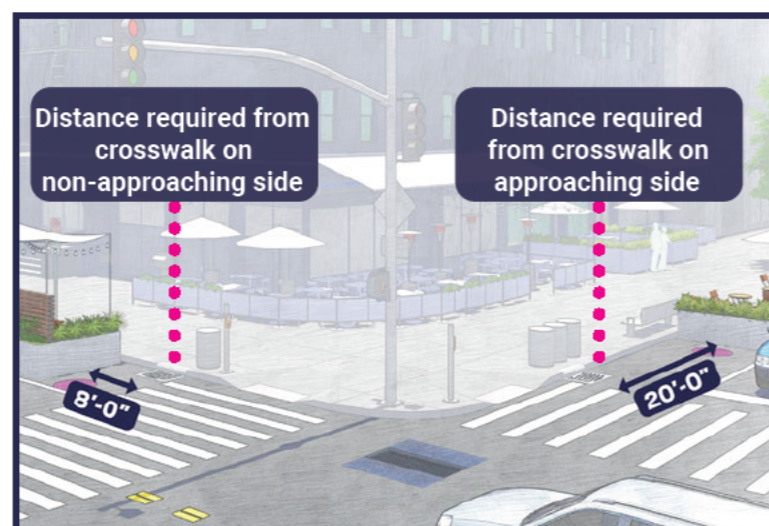 Distance required from
crosswalk on
non-approaching side
Distance required
from crosswalk on
approaching side
8'-0"
20'-0"